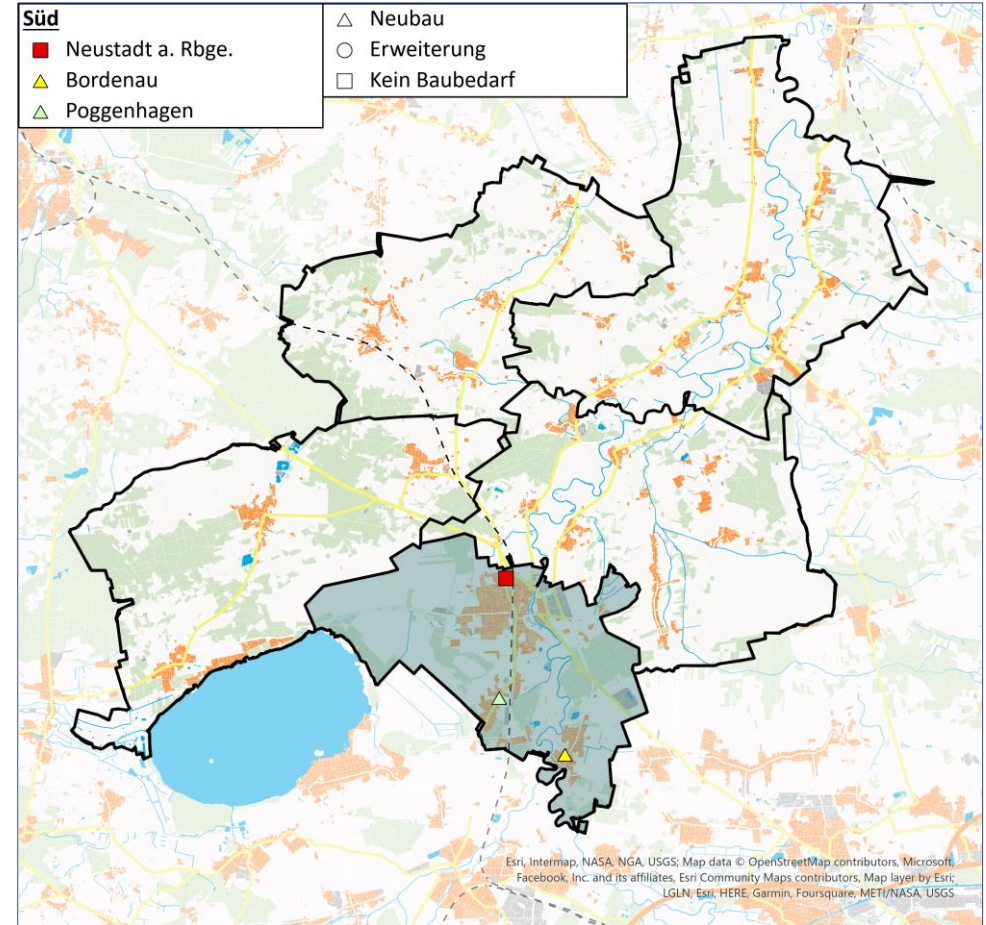 Süd
Neustadt a. Rbge.
Bordenau
Poggenhagen
Neubau
Erweiterung
Kein Baubedarf
Esri, Intermap, NASA, NGA, USGS; Map data © OpenStreetMap contributors, Microsoft,
Facebook, Inc. and its affiliates, Esri Community Maps contributors, Map layer by Esri;
LGLN, Esri, HERE, Garmin, Foursquare, METI/NASA, USGS